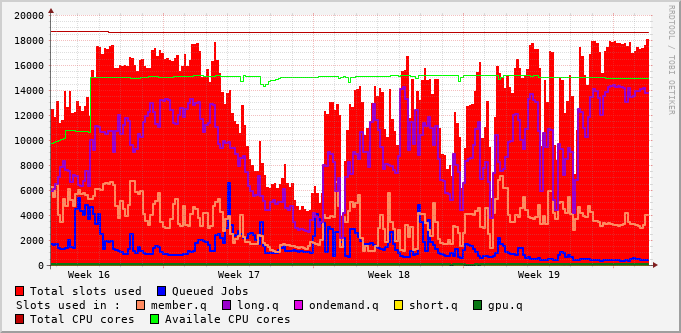 20000
18000
16000
14000
12000
10000
8000
6000
4000
2000
0
Week 16 Week 17 Week 18 Week 19
RRDTOOL / TOBI OETIKER
Total slots used Queued Jobs
Slots used in : member.q long.q ondemand.q short.q gpu.q
Total CPU cores Availale CPU cores